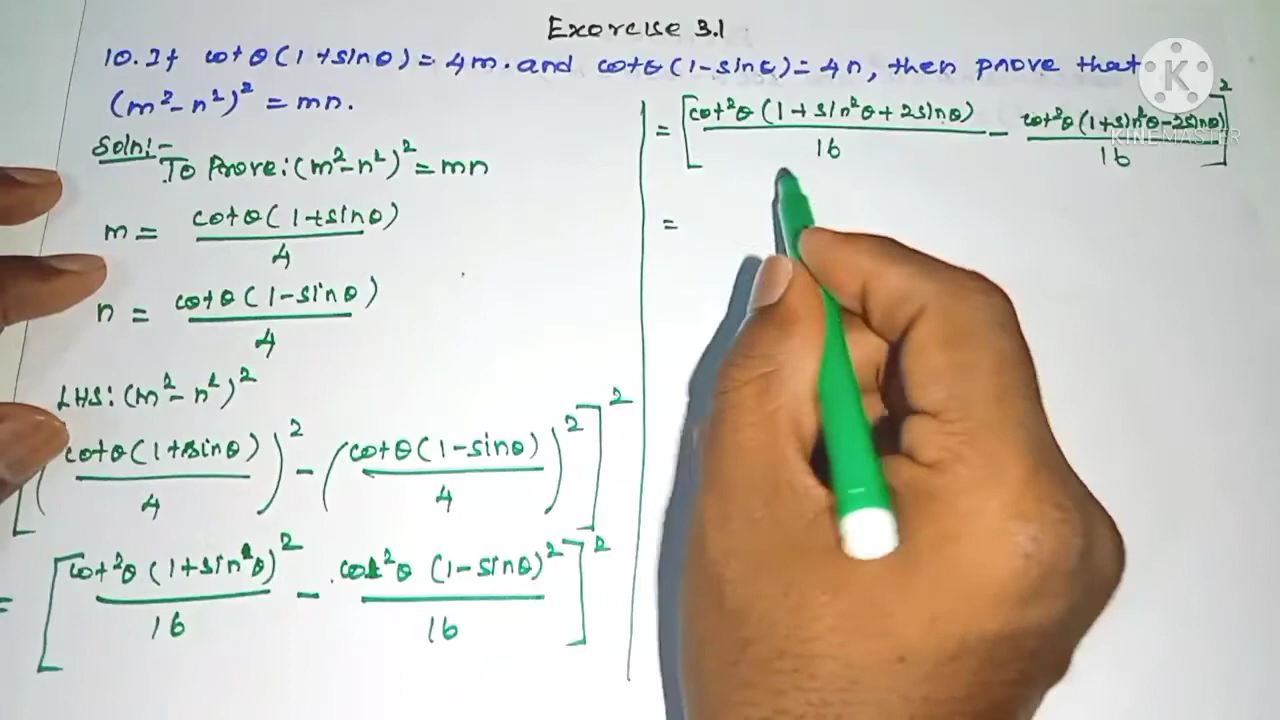 Exercise 3.1
10. If cotθ(1+sinθ) = 4m. and cotθ(1-sinθ) = 4n, then prove that
(m²-n²)² = mn.
Soln:-
To Prove: (m²-n²)² = mn
m = cotθ(1+sinθ)
4
n = cotθ(1-sinθ)
4
LHS: (m²-n²)²
[(cotθ(1+sinθ)/4)² - (cotθ(1-sinθ)/4)²]²
= [cot²θ(1+sin²θ)²/16 - cot²θ(1-sinθ)²/16]²
= [cot²θ(1+sin²θ+2sinθ)/16 - cot²θ(1+sin²θ-2sinθ)/16]²
=
K
KINEMASTER